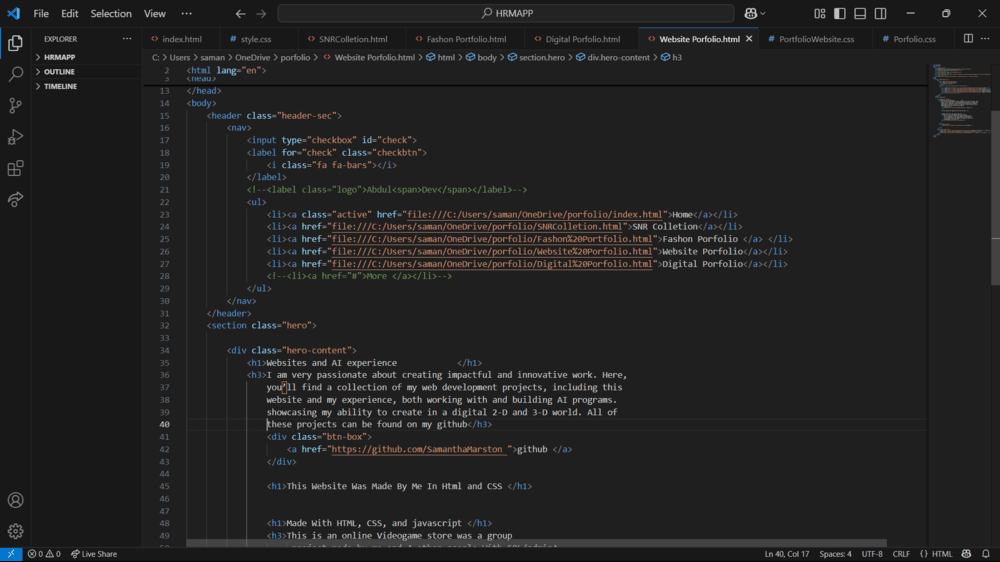 File Edit Selection View ··· HRMAPP
EXPLORER ···
HRMAPP
OUTLINE
TIMELINE
index.html style.css SNRColletion.html Fashon Portfolio.html Digital Porfolio.html Website Porfolio.html PortfolioWebsite.css Porfolio.css
C: > Users > saman > OneDrive > porfolio > Website Porfolio.html > html > body > section.hero > div.hero-content > h3
2 <html lang="en">
3 <head>
13 </head>
14 <body>
15 <header class="header-sec">
16 <nav>
17 <input type="checkbox" id="check">
18 <label for="check" class="checkbtn">
19 <i class="fa fa-bars"></i>
20 </label>
21 <!--<label class="logo">Abdul<span>Dev</span></label>-->
22 <ul>
23 <li><a class="active" href="file:///C:/Users/saman/OneDrive/porfolio/index.html">Home</a></li>
24 <li><a href="file:///C:/Users/saman/OneDrive/porfolio/SNRColletion.html">SNR Colletion</a></li>
25 <li><a href="file:///C:/Users/saman/OneDrive/porfolio/Fashon%20Portfolio.html">Fashon Porfolio </a> </li>
26 <li><a href="file:///C:/Users/saman/OneDrive/porfolio/Website%20Porfolio.html">Website Porfolio</a></li>
27 <li><a href="file:///C:/Users/saman/OneDrive/porfolio/Digital%20Porfolio.html">Digital Porfolio</a></li>
28 <!--<li><a href="#">More </a></li>-->
29 </ul>
30 </nav>
31 </header>
32 <section class="hero">
33
34 <div class="hero-content">
35 <h1>Websites and AI experience </h1>
36 <h3>I am very passionate about creating impactful and innovative work. Here,
37 you’ll find a collection of my web development projects, including this
38 website and my experience, both working with and building AI programs.
39 showcasing my ability to create in a digital 2-D and 3-D world. All of
40 these projects can be found on my github</h3>
41 <div class="btn-box">
42 <a href="https://github.com/SamanthaMarston ">github </a>
43 </div>
44
45 <h1>This Website Was Made By Me In Html and CSS </h1>
46
47
48 <h1>Made With HTML, CSS, and javascript </h1>
49 <h3>This is an online Videogame store was a group
0 0 Live Share Ln 40, Col 17 Spaces: 4 UTF-8 CRLF {} HTML